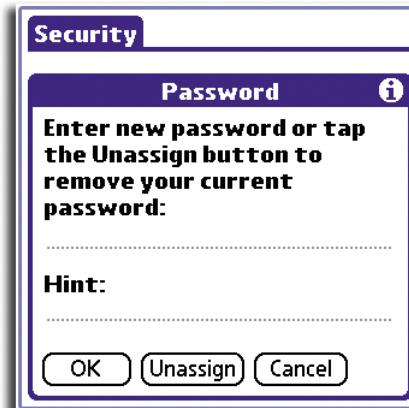 Security
Password
Enter new password or tap
the Unassign button to
remove your current
password:
Hint:
OK Unassign Cancel